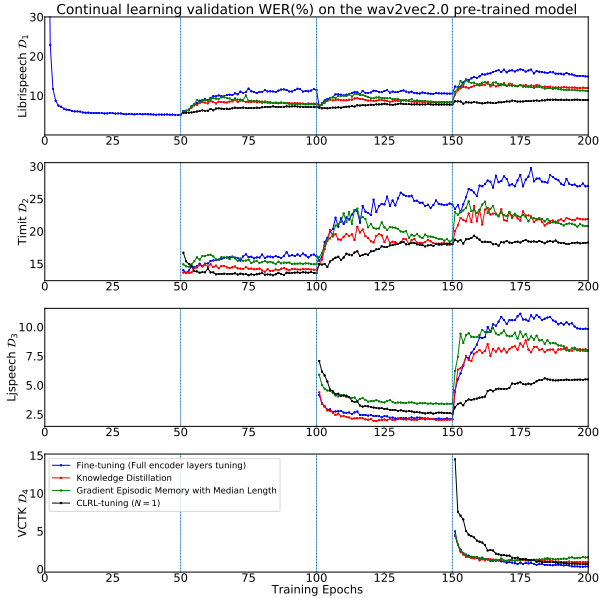 Continual learning validation WER(%) on the wav2vec2.0 pre-trained model
Librispeech 𝒟₁
30
20
10
0 25 50 75 100 125 150 175 200
Timit 𝒟₂
30
25
20
15
0 25 50 75 100 125 150 175 200
Ljspeech 𝒟₃
10.0
7.5
5.0
2.5
0 25 50 75 100 125 150 175 200
VCTK 𝒟₄
15
10
5
0
Fine-tuning (Full encoder layers tuning)
Knowledge Distillation
Gradient Episodic Memory with Median Length
CLRL-tuning (N = 1)
0 25 50 75 100 125 150 175 200
Training Epochs